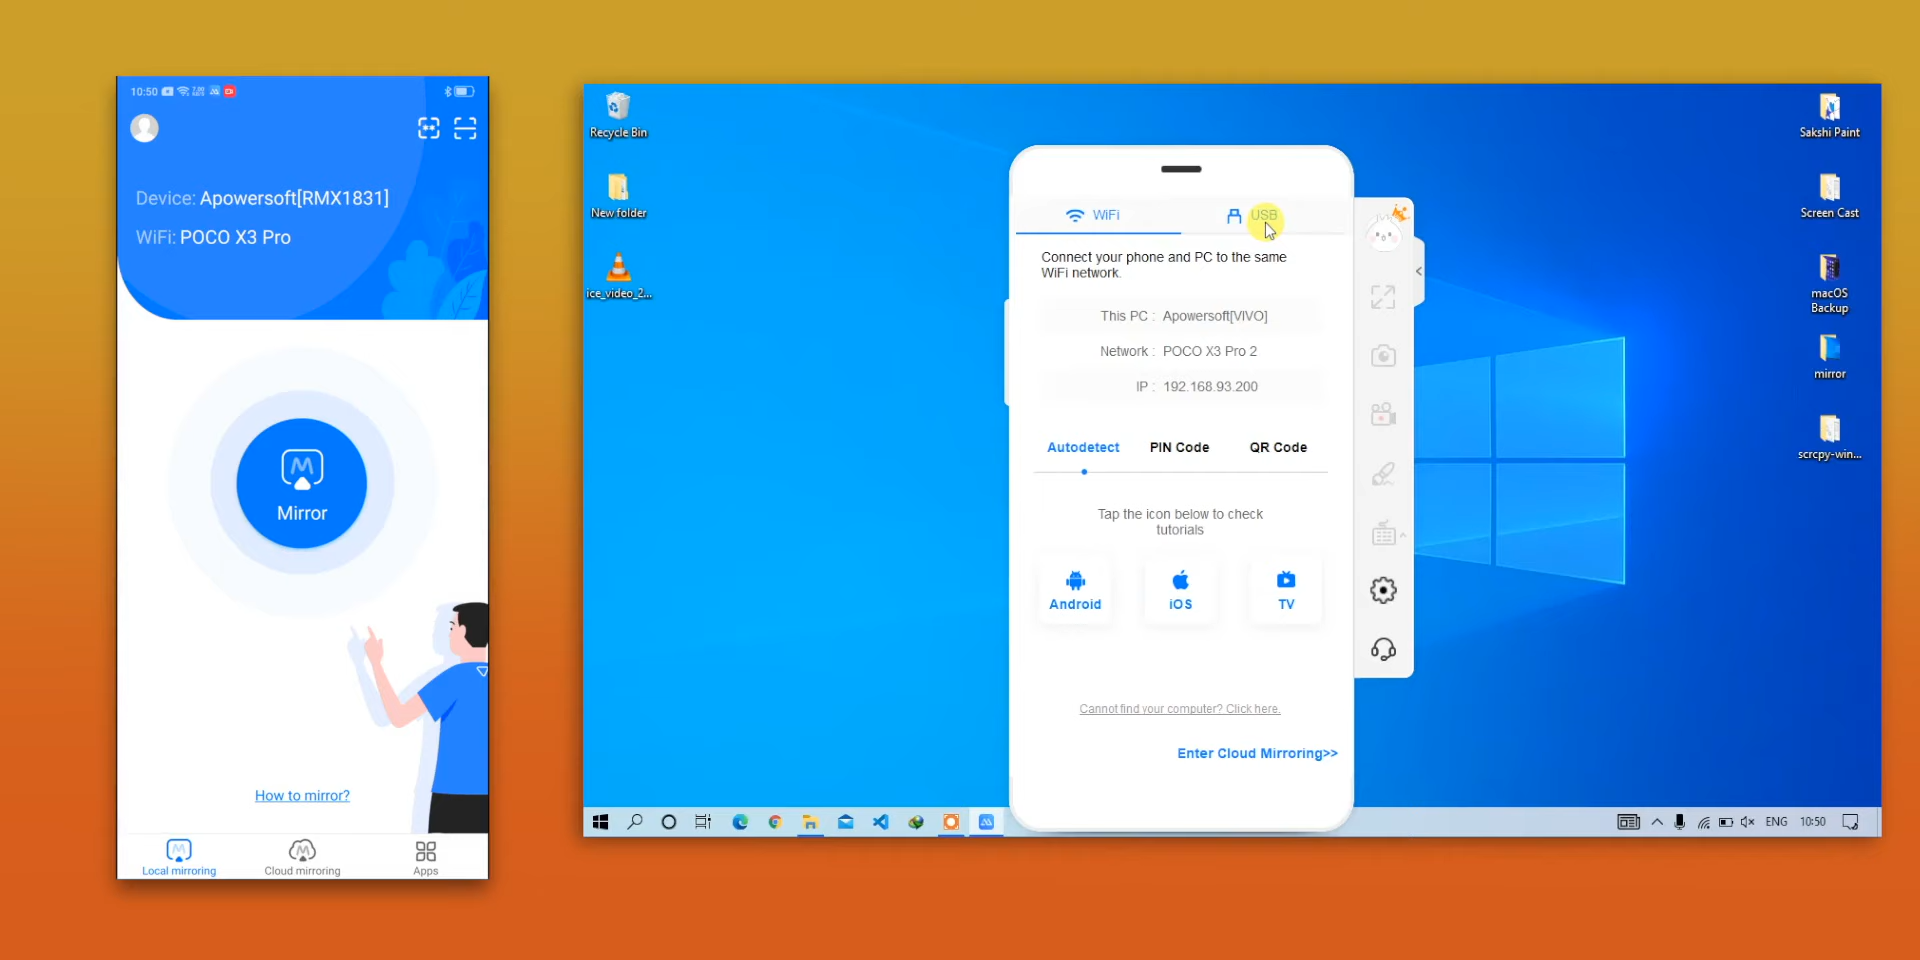 10:50
Device: Apowersoft[RMX1831]
WiFi: POCO X3 Pro
Mirror
How to mirror?
Local mirroring
Cloud mirroring
Apps
Recycle Bin
New folder
ice_video_2...
WiFi
USB
Connect your phone and PC to the same
WiFi network.
This PC : Apowersoft[VIVO]
Network : POCO X3 Pro 2
IP : 192.168.93.200
Autodetect
PIN Code
QR Code
Tap the icon below to check
tutorials
Android
iOS
TV
Cannot find your computer? Click here.
Enter Cloud Mirroring>>
Sakshi Paint
Screen Cast
macOS
Backup
mirror
scrcpy-win...
ENG
10:50